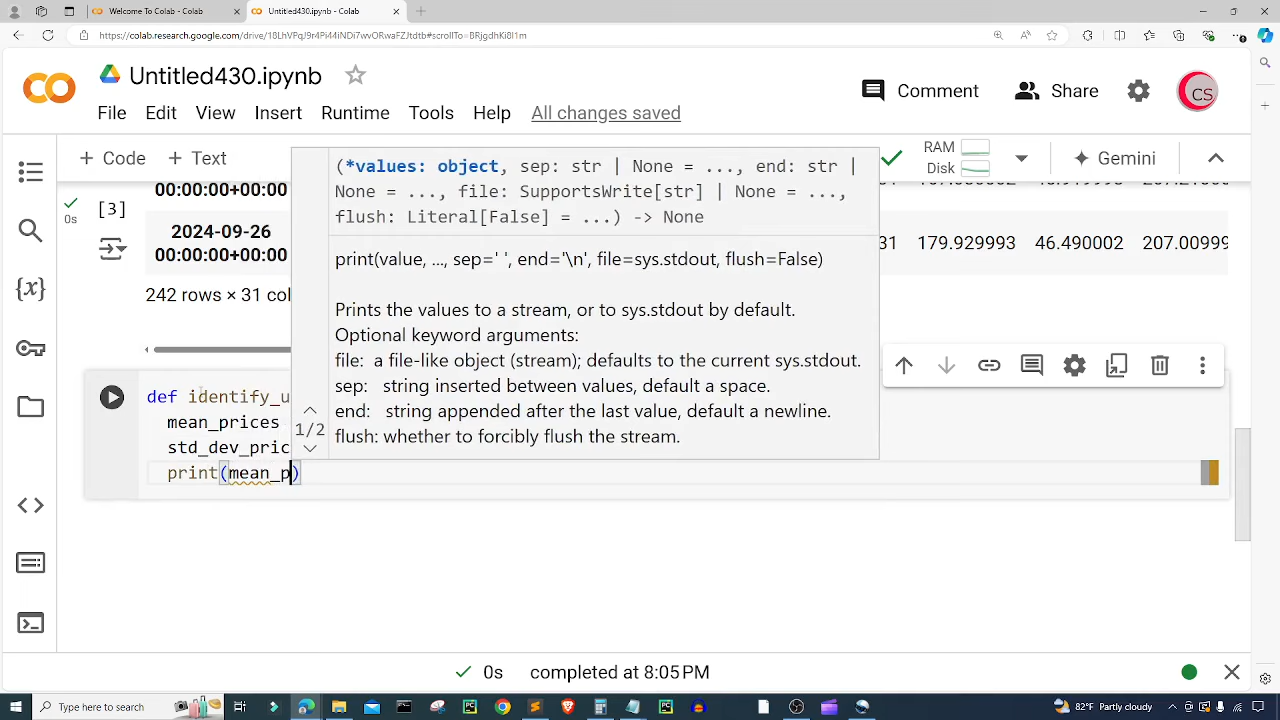 Welcome To Colab - Colab
Untitled430.ipynb - Colab
https://colab.research.google.com/drive/18LhVPqJ9r4Pi44iNDi7wvORwaFZJtdtb#scrollTo=BRjgdhKi8l1m
CO
Untitled430.ipynb
Comment
Share
CS
File Edit View Insert Runtime Tools Help All changes saved
+ Code + Text
RAM
Disk
Gemini
(*values: object, sep: str | None = ..., end: str |
None = ..., file: SupportsWrite[str] | None = ...,
flush: Literal[False] = ...) -> None
print(value, ..., sep=' ', end='\n', file=sys.stdout, flush=False)
Prints the values to a stream, or to sys.stdout by default.
Optional keyword arguments:
file: a file-like object (stream); defaults to the current sys.stdout.
sep: string inserted between values, default a space.
end: string appended after the last value, default a newline.
flush: whether to forcibly flush the stream.
1/2
0s
[3]
00:00:00+00:00
2024-09-26
00:00:00+00:00
31 179.929993 46.490002 207.00999
242 rows × 31 col
def identify_u
mean_prices
std_dev_pric
print(mean_p)
0s completed at 8:05 PM
Type here to search
83°F Partly cloudy